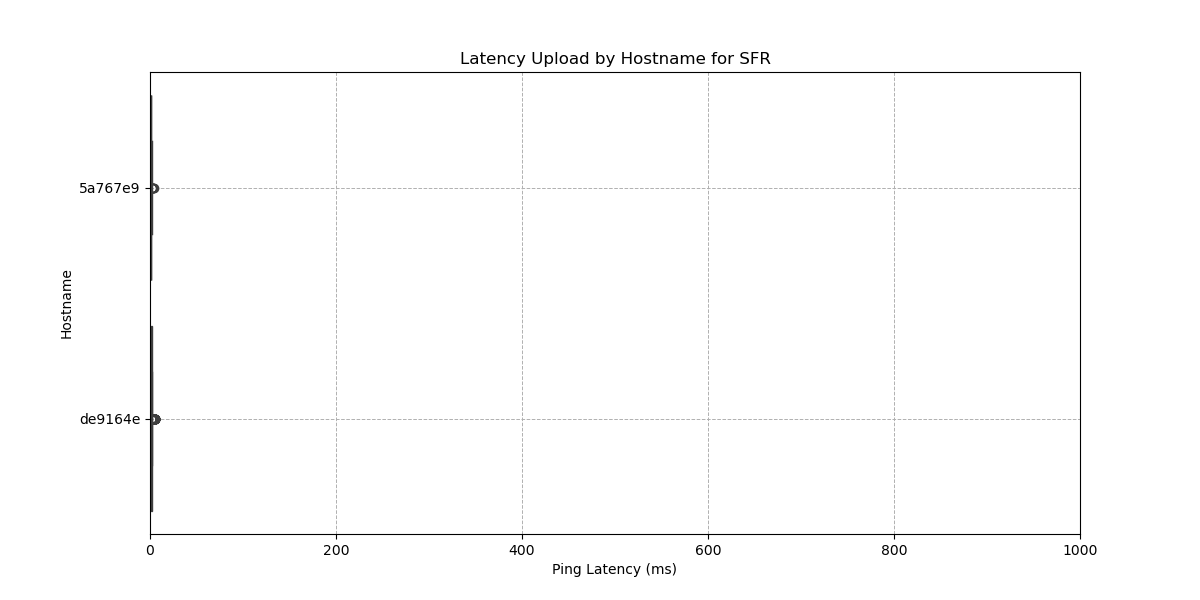 Latency Upload by Hostname for SFR
5a767e9
de9164e
Hostname
0 200 400 600 800 1000
Ping Latency (ms)